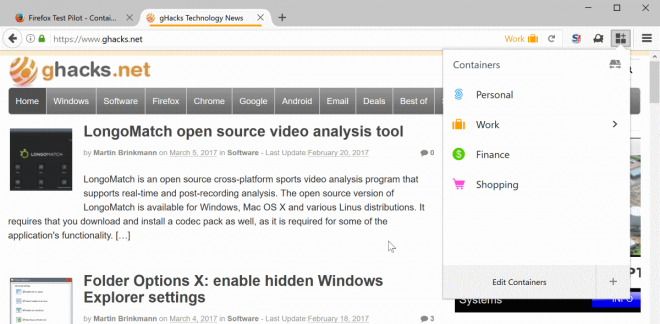 Firefox Test Pilot - Contai...
gHacks Technology News
https://www.ghacks.net
Work
ghacks.net
Home Windows Software Firefox Chrome Google Android Email Deals Best of
LongoMatch open source video analysis tool
by Martin Brinkmann on March 5, 2017 in Software - Last Update:February 20, 2017 0
LongoMatch is an open source cross-platform sports video analysis program that
supports real-time and post-recording analysis. The open source version of
LongoMatch is available for Windows, Mac OS X and various Linus distributions. It
requires that you download and install a codec pack as well, as it is required for some of the
application's functionality. […]
Folder Options X: enable hidden Windows
Explorer settings
by Martin Brinkmann on March 4, 2017 in Software - Last Update:February 18, 2017 3
Containers
Personal
Work
Finance
Shopping
Edit Containers
Systems INFO